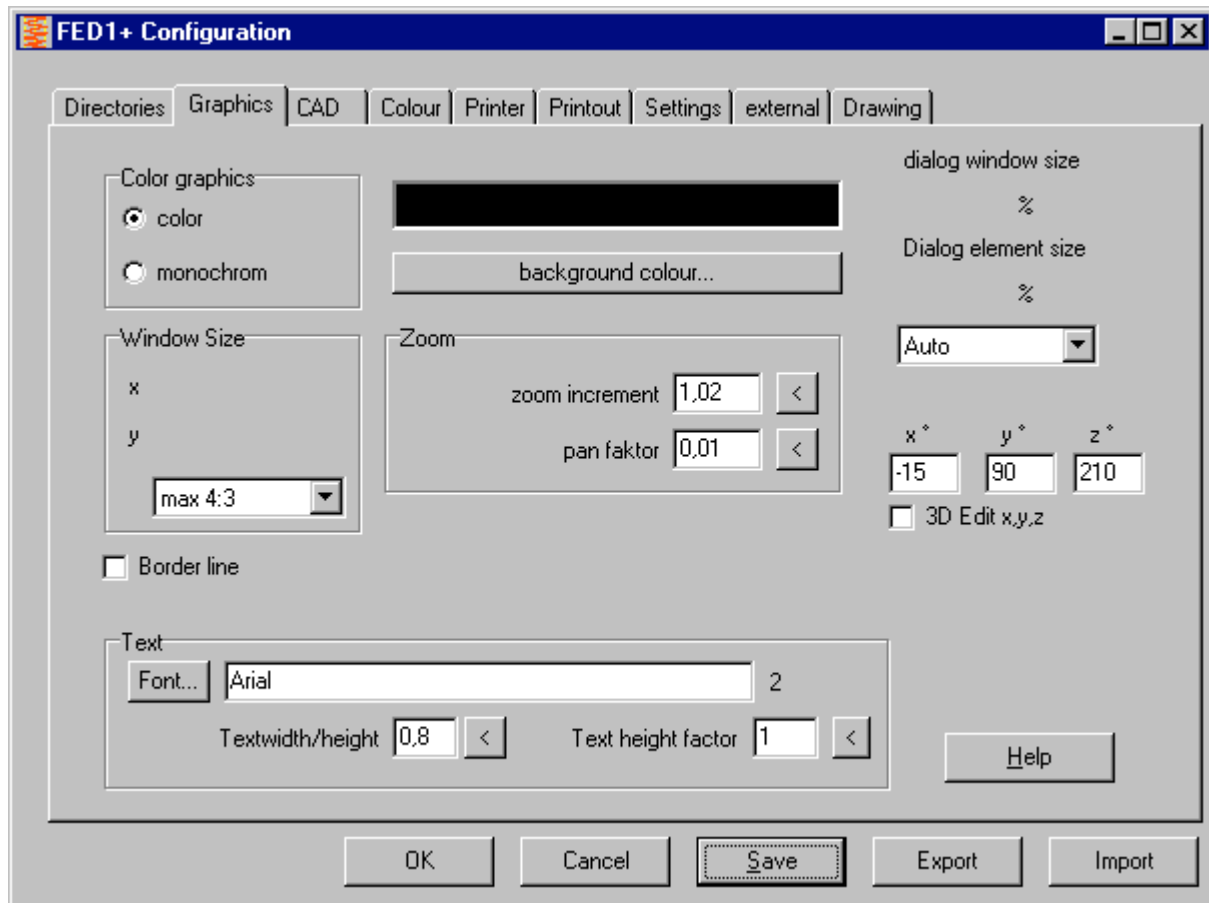 FED1+ Configuration
Directories Graphics CAD Colour Printer Printout Settings external Drawing
Color graphics
color
monochrom
background colour...
dialog window size
%
Dialog element size
%
Auto
Window Size
x
y
max 4:3
Zoom
zoom increment 1,02 <
pan faktor 0,01 <
x ° y ° z °
-15 90 210
3D Edit x,y,z
Border line
Text
Font... Arial 2
Textwidth/height 0,8 < Text height factor 1 <
Help
OK Cancel Save Export Import